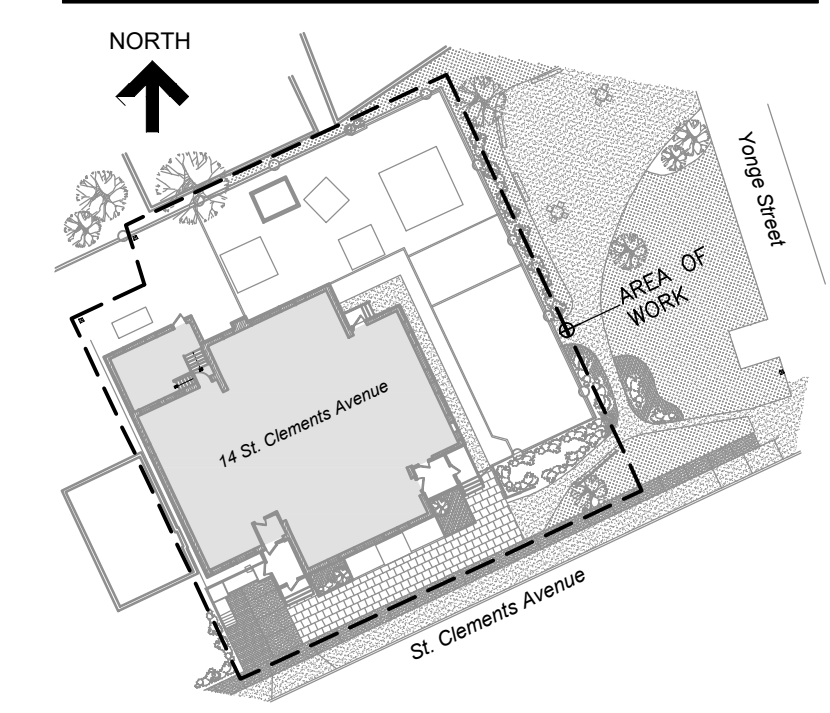 NORTH
Yonge Street
AREA OF
WORK
14 St. Clements Avenue
St. Clements Avenue